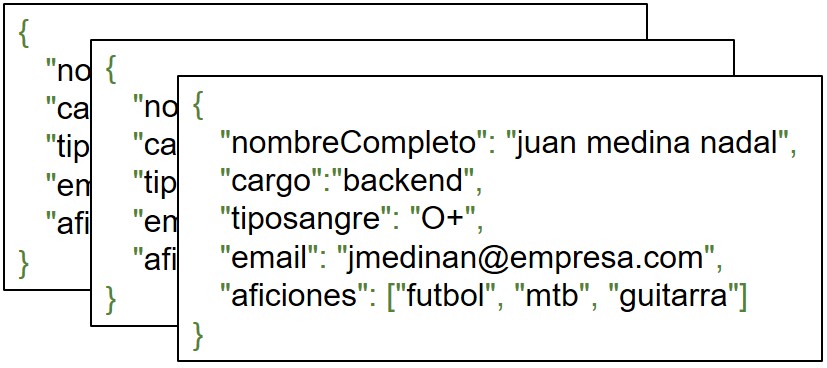 {
"no
"ca
"tip
"em
"afi
}
{
"no
"ca
"tip
"em
"afi
}
{
"nombreCompleto": "juan medina nadal",
"cargo":"backend",
"tiposangre": "O+",
"email": "jmedinan@empresa.com",
"aficiones": ["futbol", "mtb", "guitarra"]
}